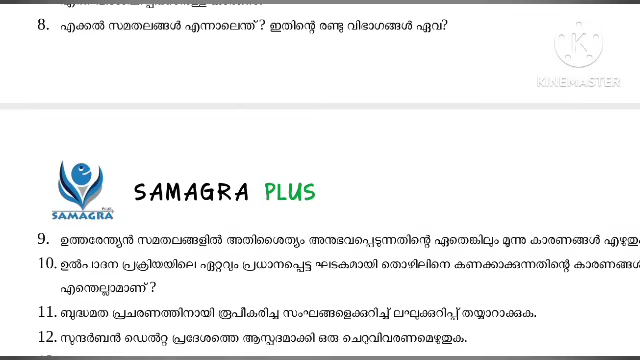 8. എക്കൽ സമതലങ്ങൾ എന്നാലെന്ത് ? ഇതിന്റെ രണ്ടു വിഭാഗങ്ങൾ ഏവ?
KINEMASTER
SAMAGRA PLUS
PLUS
SAMAGRA
9. ഉത്തരേന്ത്യൻ സമതലങ്ങളിൽ അതിശൈത്യം അനുഭവപ്പെടുന്നതിന്റെ ഏതെങ്കിലും മൂന്നു കാരണങ്ങൾ
10. ഉൽപാദന പ്രക്രിയയിലെ ഏറ്റവും പ്രധാനപ്പെട്ട ഘടകമായി തൊഴിലിനെ കണക്കാക്കുന്നതിന്റെ
എന്തെല്ലാമാണ് ?
11. ബുദ്ധമത പ്രചരണത്തിനായി രൂപീകരിച്ച സംഘങ്ങളെക്കുറിച്ച് ലഘുക്കുറിപ്പ് തയ്യാറാക്കുക.
12. സുന്ദർബൻ ഡെൽറ്റ പ്രദേശത്തെ ആസ്പദമാക്കി ഒരു ചെറുവിവരണമെഴുതുക.